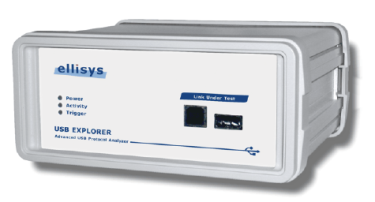 ellisys
Link Under Test
Power
Activity
Trigger
USB EXPLORER
Advanced USB Protocol Analyzer